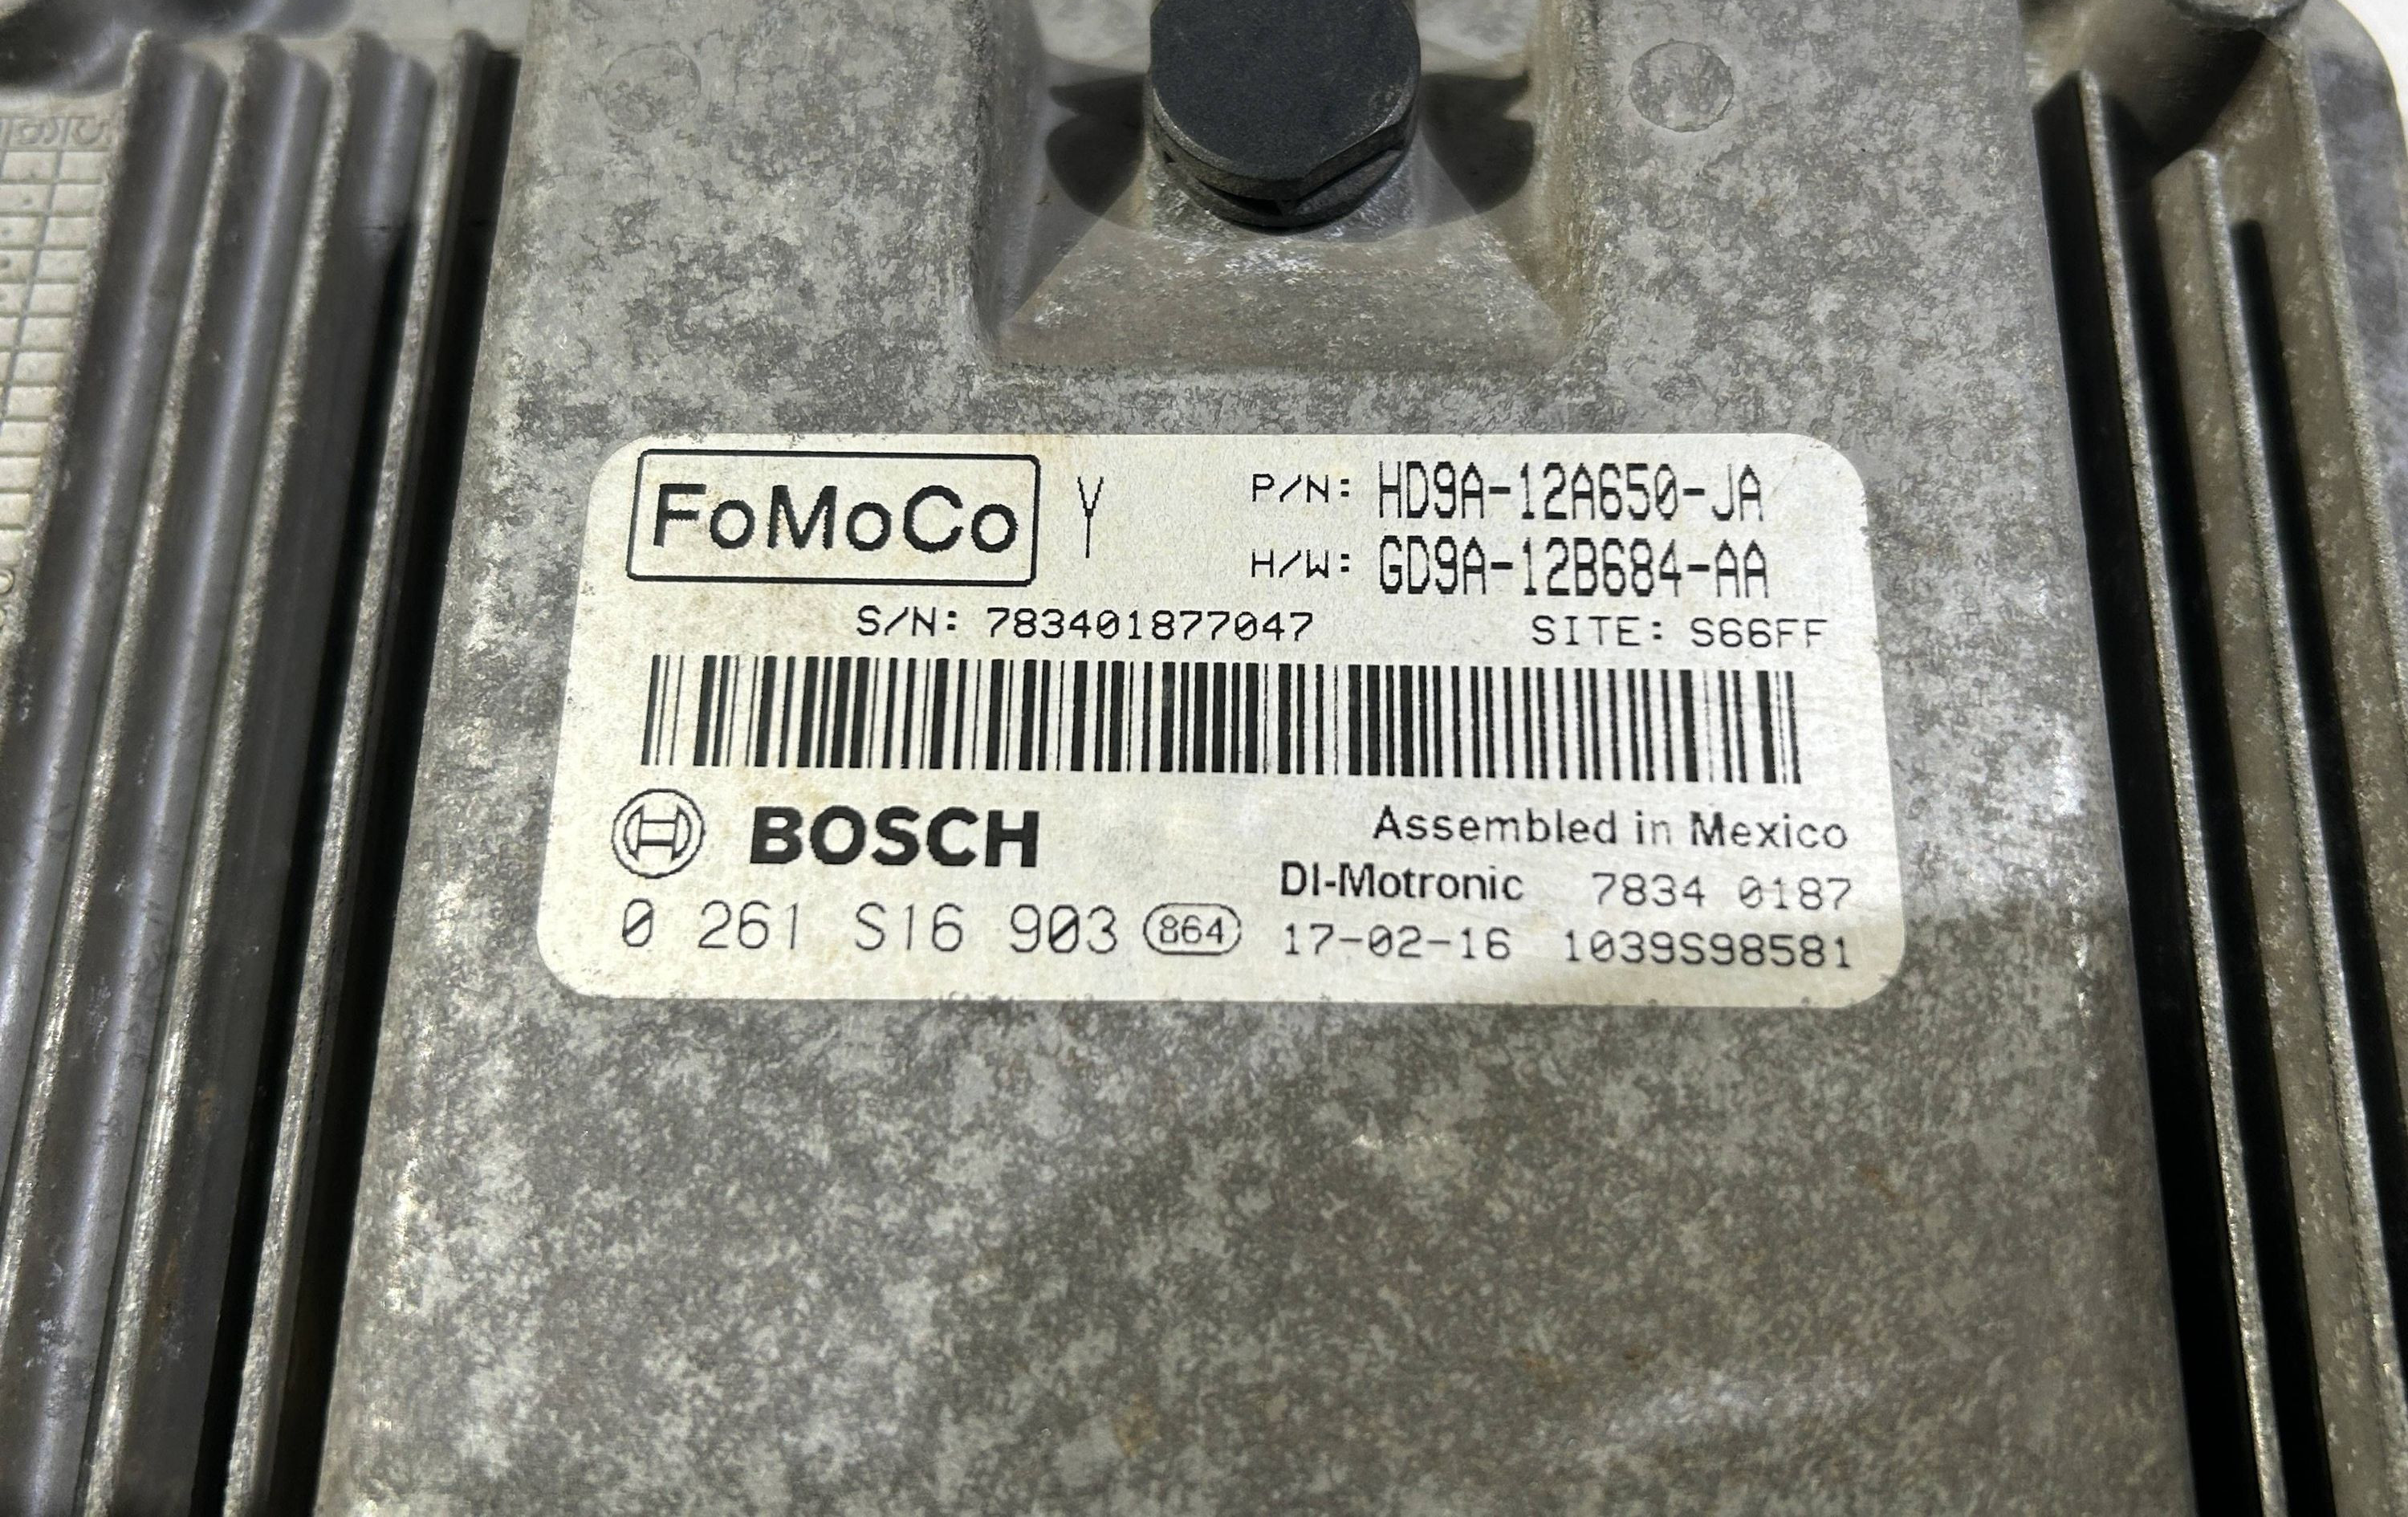 FoMoCo Y P/N: HD9A-12A650-JA
H/W: GD9A-12B684-AA
S/N: 783401877047 SITE: S66FF
BOSCH Assembled in Mexico
DI-Motronic 7834 0187
0 261 S16 903 864 17-02-16 1039S98581